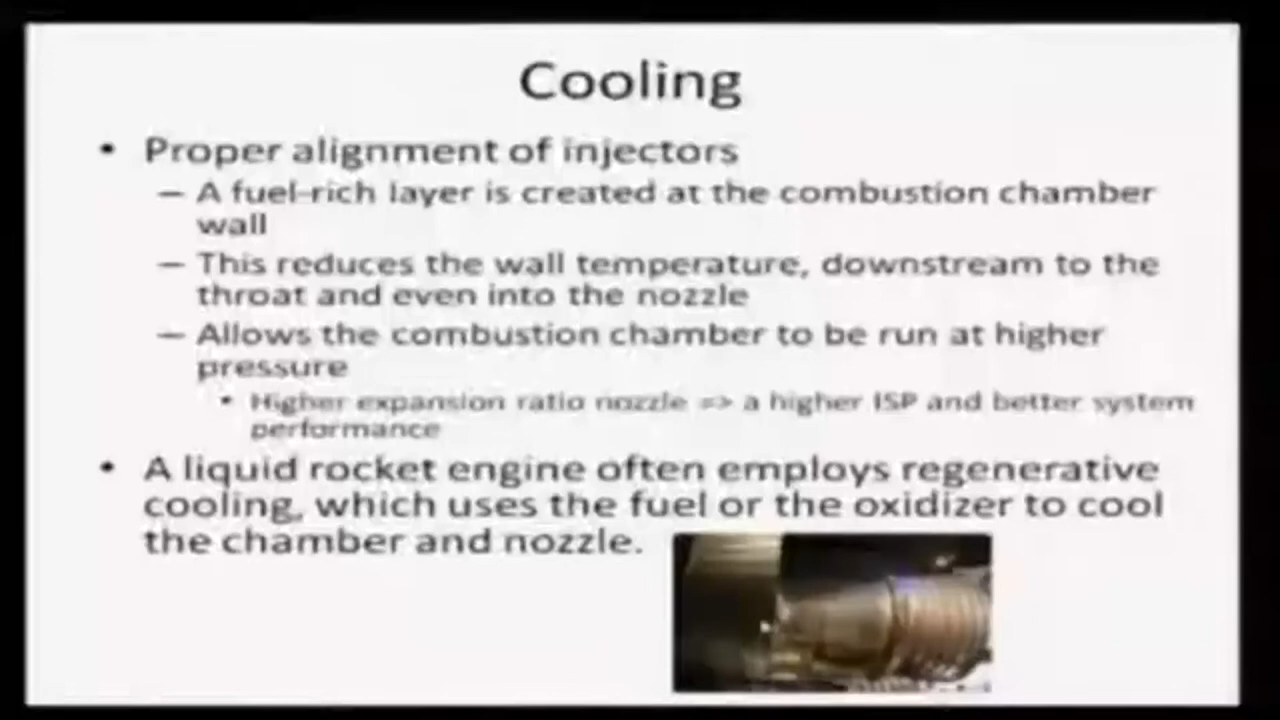 Cooling
• Proper alignment of injectors
– A fuel-rich layer is created at the combustion chamber
wall
– This reduces the wall temperature, downstream to the
throat and even into the nozzle
– Allows the combustion chamber to be run at higher
pressure
• Higher expansion ratio nozzle => a higher ISP and better system
performance
• A liquid rocket engine often employs regenerative
cooling, which uses the fuel or the oxidizer to cool
the chamber and nozzle.